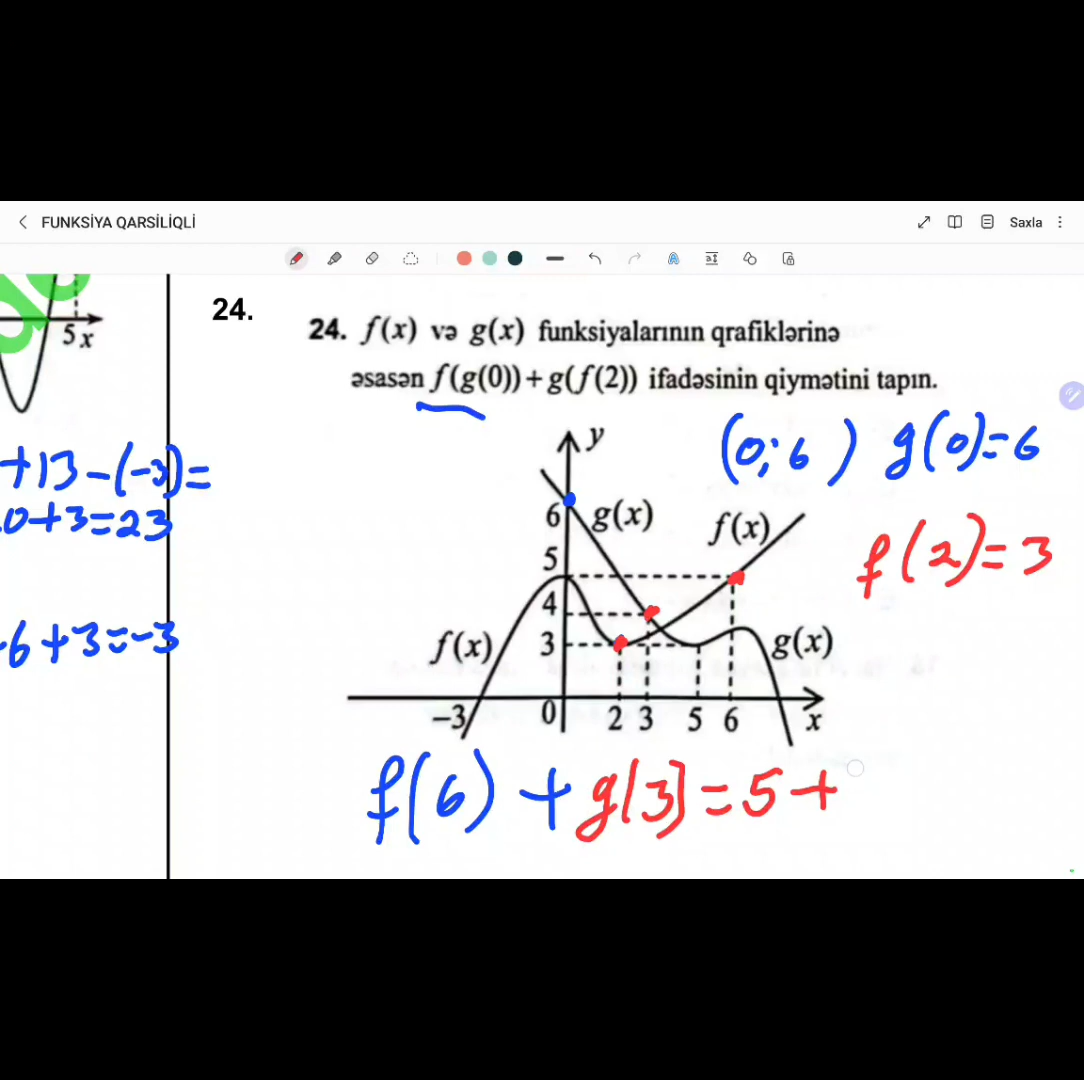 FUNKSİYA QARSİLİQLİ
Saxla
5 x
+13-(-3)=
0+3=23
-6+3=-3
24.
24. f(x) və g(x) funksiyalarının qrafiklərinə
əsasən f(g(0))+g(f(2)) ifadəsinin qiymətini tapın.
y
(0;6) g(0)=6
6 g(x) f(x)
f(2)=3
5
4
f(x) 3 g(x)
-3 0 2 3 5 6 x
f(6)+g(3)=5+